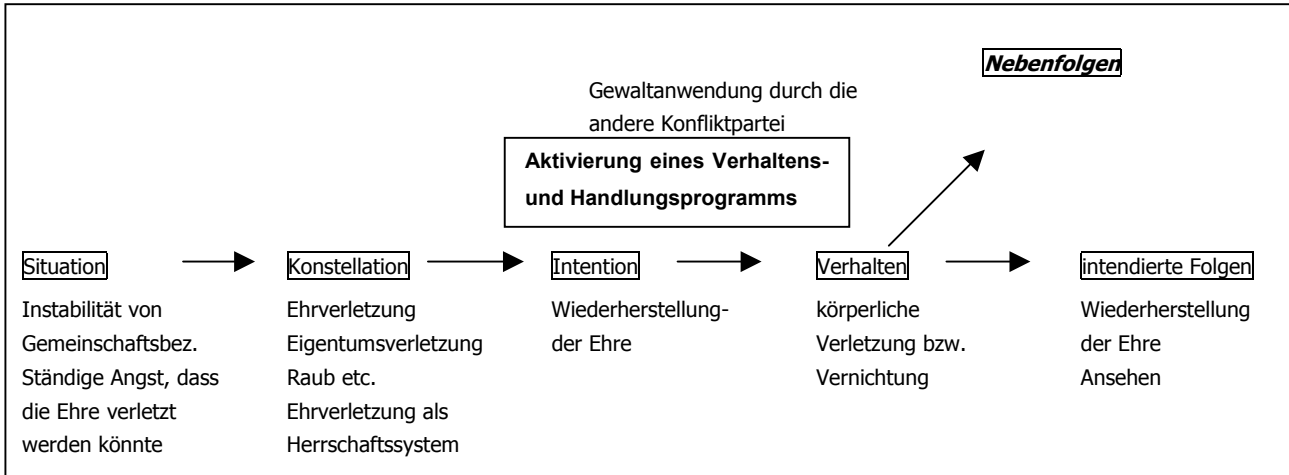 Nebenfolgen
Gewaltanwendung durch die
andere Konfliktpartei
Aktivierung eines Verhaltens-
und Handlungsprogramms
Situation
Instabilität von
Gemeinschaftsbez.
Ständige Angst, dass
die Ehre verletzt
werden könnte
Konstellation
Ehrverletzung
Eigentumsverletzung
Raub etc.
Ehrverletzung als
Herrschaftssystem
Intention
Wiederherstellung-
der Ehre
Verhalten
körperliche
Verletzung bzw.
Vernichtung
intendierte Folgen
Wiederherstellung
der Ehre
Ansehen